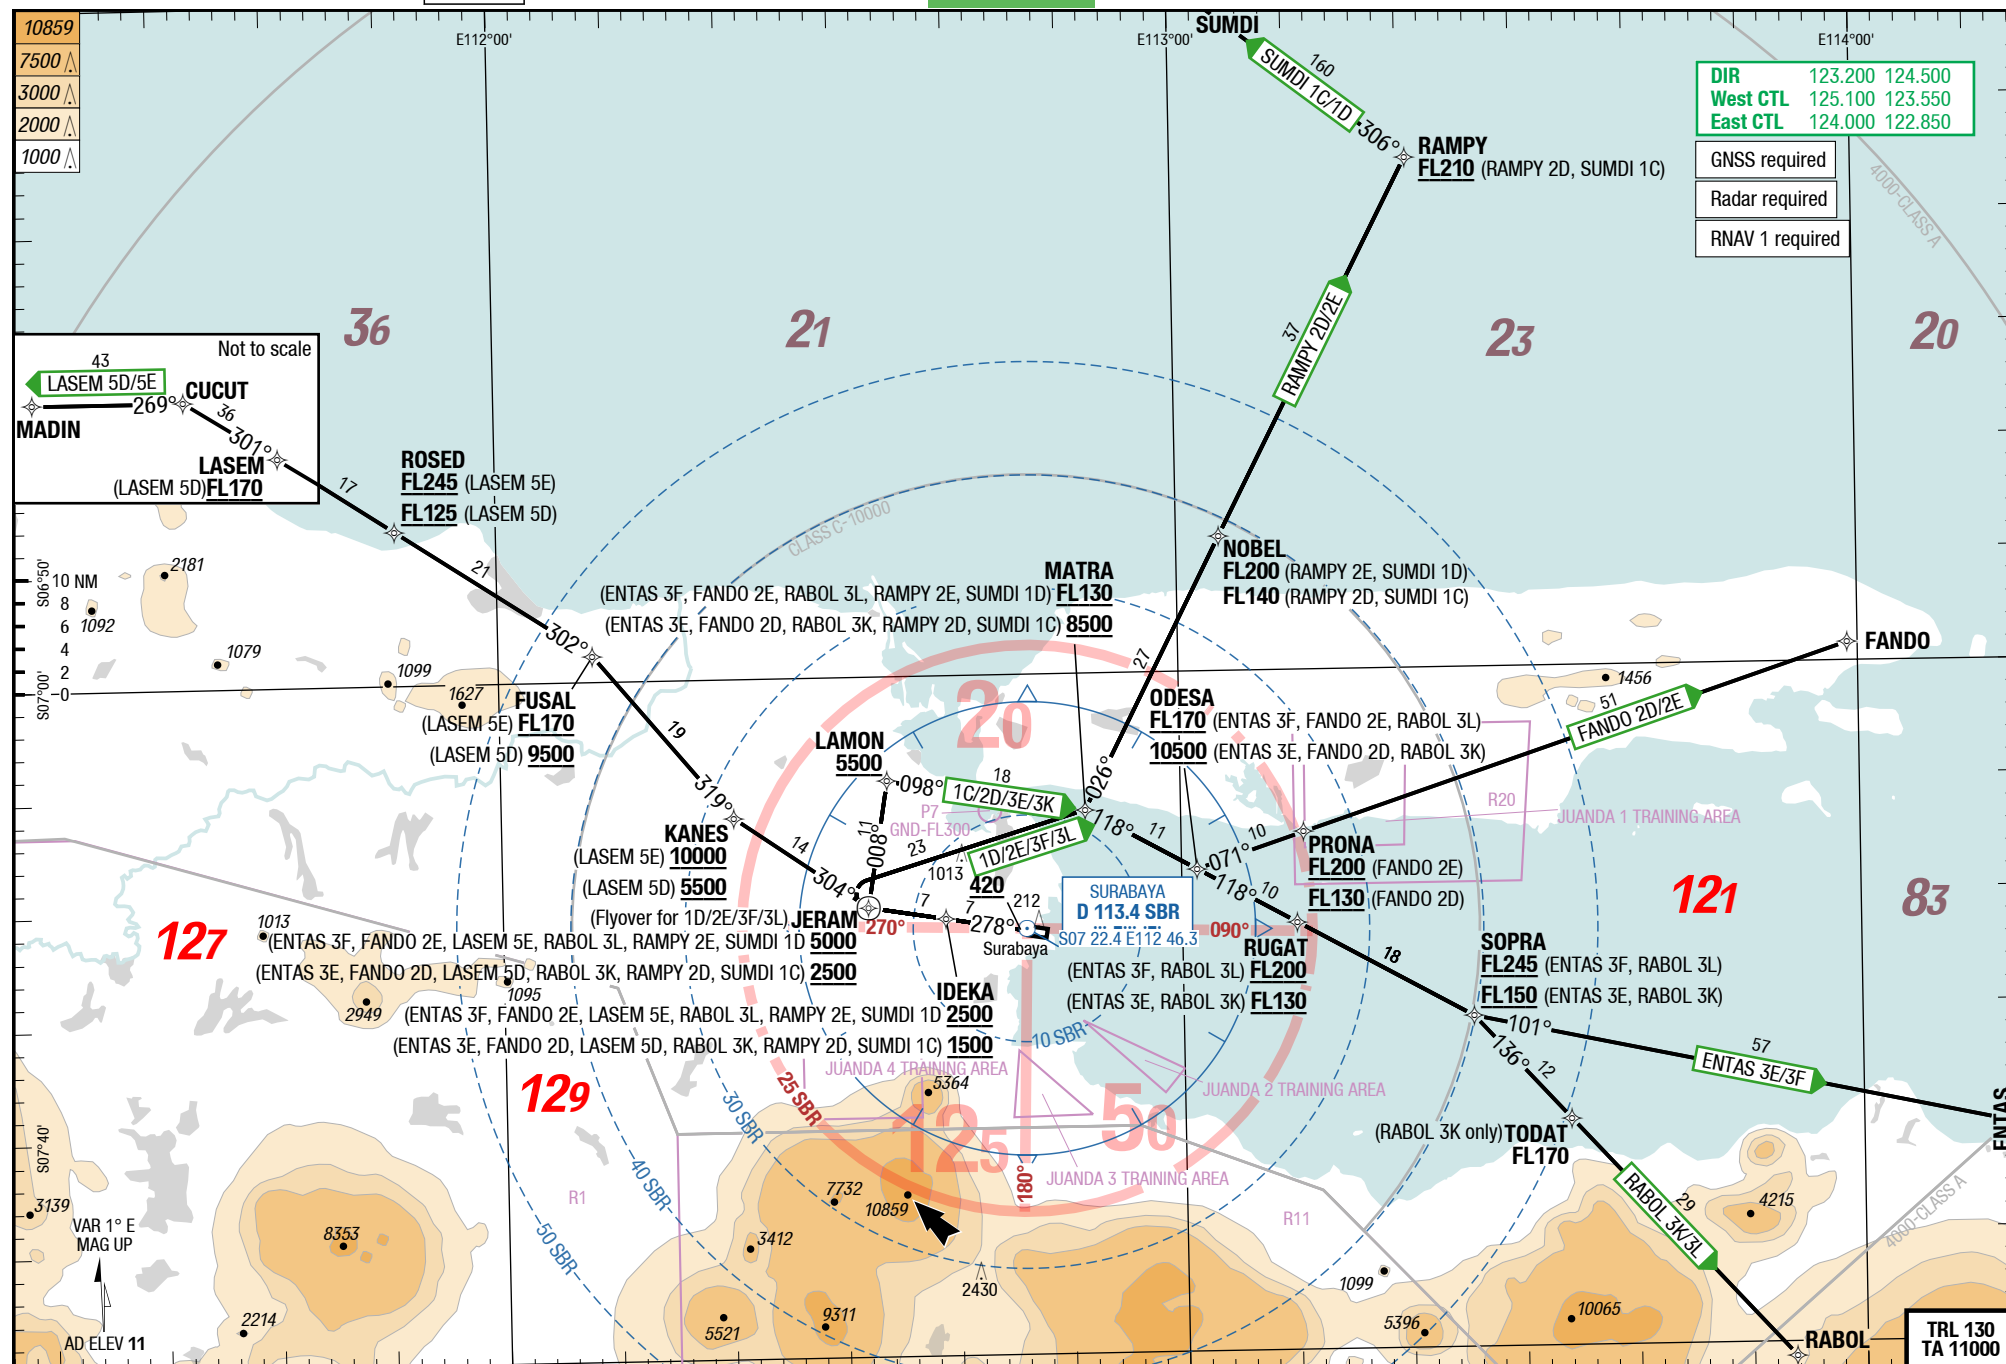 10859
7500
3000
2000
1000
E112°00'
E113°00'
E114°00'
SUMDI
160
SUMDI 1C/1D
306°
RAMPY
FL210 (RAMPY 2D, SUMDI 1C)
DIR 123.200 124.500
West CTL 125.100 123.550
East CTL 124.000 122.850
GNSS required
Radar required
RNAV 1 required
4000-CLASS A
36
21
23
20
37
RAMPY 2D/2E
Not to scale
43
LASEM 5D/5E
CUCUT
269°
MADIN
36
301°
LASEM
(LASEM 5D) FL170
17
ROSED
FL245 (LASEM 5E)
FL125 (LASEM 5D)
21
CLASS C-10000
302°
2181
S06°50'
10 NM
8
6
4
2
0
S07°00'
1092
1079
1099
1627
FUSAL
(LASEM 5E) FL170
(LASEM 5D) 9500
19
319°
NOBEL
FL200 (RAMPY 2E, SUMDI 1D)
FL140 (RAMPY 2D, SUMDI 1C)
MATRA
(ENTAS 3F, FANDO 2E, RABOL 3L, RAMPY 2E, SUMDI 1D) FL130
(ENTAS 3E, FANDO 2D, RABOL 3K, RAMPY 2D, SUMDI 1C) 8500
27
026°
20
ODESA
FL170 (ENTAS 3F, FANDO 2E, RABOL 3L)
10500 (ENTAS 3E, FANDO 2D, RABOL 3K)
1456
FANDO
51
FANDO 2D/2E
LAMON
5500
098°
18
1C/2D/3E/3K
P7
GND-FL300
11
008°
23
1D/2E/3F/3L
1013
118°
11
071°
10
118°
10
R20
JUANDA 1 TRAINING AREA
PRONA
FL200 (FANDO 2E)
FL130 (FANDO 2D)
KANES
(LASEM 5E) 10000
(LASEM 5D) 5500
14
304°
420
212
7
7
278°
Surabaya
SURABAYA
D 113.4 SBR
S07 22.4 E112 46.3
270°
090°
(Flyover for 1D/2E/3F/3L) JERAM
(ENTAS 3F, FANDO 2E, LASEM 5E, RABOL 3L, RAMPY 2E, SUMDI 1D 5000
(ENTAS 3E, FANDO 2D, LASEM 5D, RABOL 3K, RAMPY 2D, SUMDI 1C) 2500
127
1013
1095
2949
121
83
RUGAT
(ENTAS 3F, RABOL 3L) FL200
(ENTAS 3E, RABOL 3K) FL130
18
SOPRA
FL245 (ENTAS 3F, RABOL 3L)
FL150 (ENTAS 3E, RABOL 3K)
IDEKA
(ENTAS 3F, FANDO 2E, LASEM 5E, RABOL 3L, RAMPY 2E, SUMDI 1D 2500
(ENTAS 3E, FANDO 2D, LASEM 5D, RABOL 3K, RAMPY 2D, SUMDI 1C) 1500
10 SBR
101°
57
ENTAS 3E/3F
ENTAS
136°
12
129
JUANDA 4 TRAINING AREA
25 SBR
30 SBR
40 SBR
50 SBR
5364
JUANDA 2 TRAINING AREA
125
50
(RABOL 3K only) TODAT
FL170
S07°40'
JUANDA 3 TRAINING AREA
180°
R1
R11
3139
VAR 1° E
MAG UP
8353
7732
10859
3412
2430
1099
29
RABOL 3K/3L
4215
4000-CLASS A
AD ELEV 11
2214
5521
9311
5396
10065
RABOL
TRL 130
TA 11000